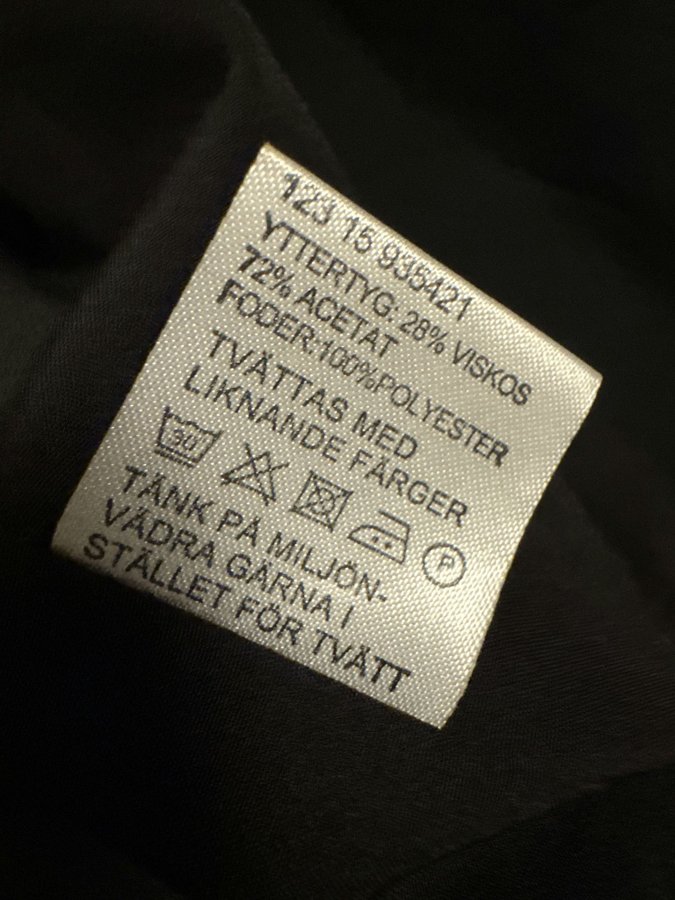 123 15 935421
YTTERTYG: 28% VISKOS
72% ACETAT
FODER:100%POLYESTER
TVÄTTAS MED
LIKNANDE FÄRGER
30
P
TÄNK PÅ MILJÖN-
VÄDRA GÄRNA I
STÄLLET FÖR TVÄTT